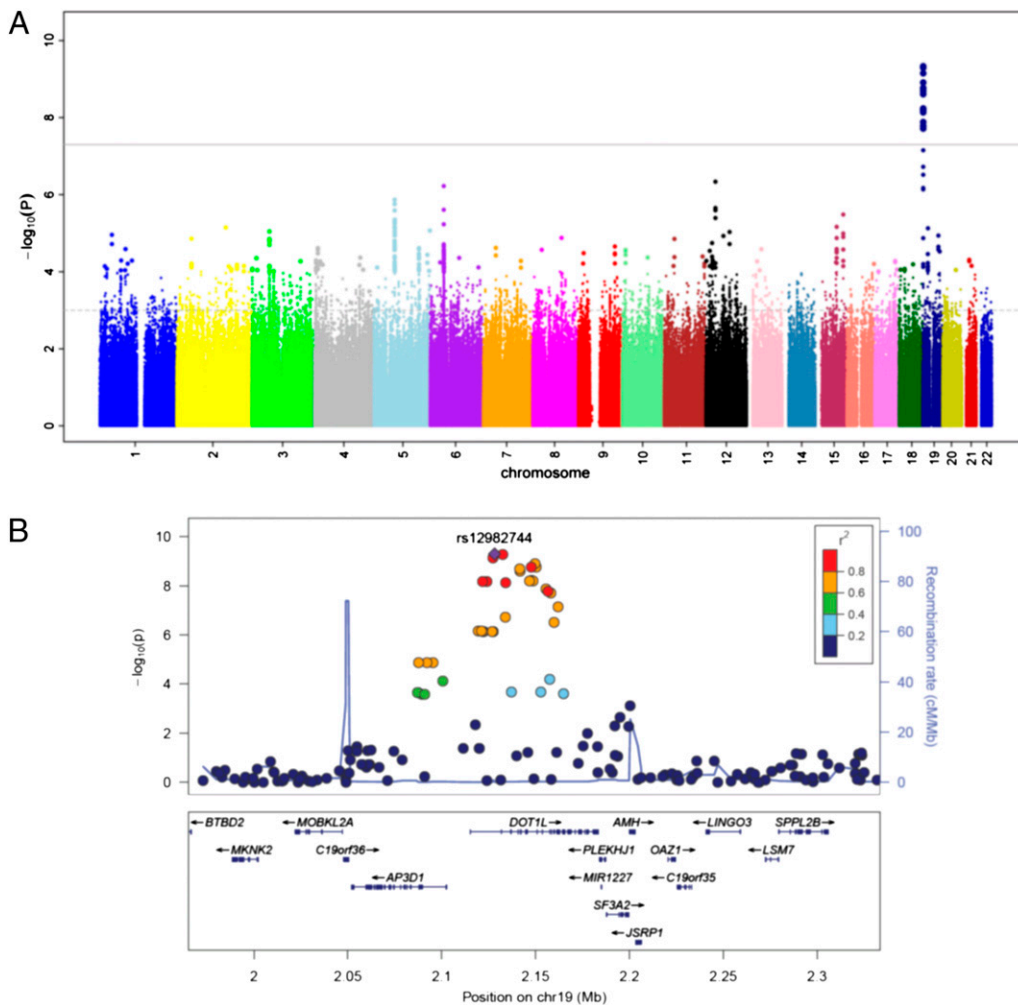 A
10
8
6
4
2
0
−log10(P)
1 2 3 4 5 6 7 8 9 10 11 12 13 14 15 16 17 18 19 20 21 22
chromosome
B
rs12982744
10
8
6
4
2
0
− log10(p)
r2
0.8
0.6
0.4
0.2
100
80
60
40
20
0
Recombination rate (cM/Mb)
BTBD2 MOBKL2A DOT1L AMH LINGO3 SPPL2B
MKNK2 C19orf36 PLEKHJ1 OAZ1 LSM7
AP3D1 MIR1227 C19orf35
SF3A2
JSRP1
2 2.05 2.1 2.15 2.2 2.25 2.3
Position on chr19 (Mb)